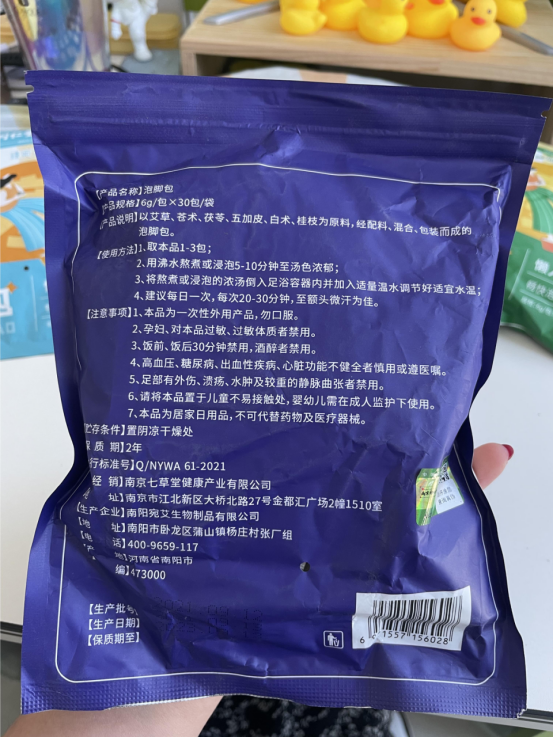 【产品名称】泡脚包
产品规格】6g/包×30包/袋
产品说明】以艾草、苍术、茯苓、五加皮、白术、桂枝为原料，经配料、混合、包装而成的
泡脚包。
【使用方法】1、取本品1-3包；
2、用沸水熬煮或浸泡5-10分钟至汤色浓郁；
3、将熬煮或浸泡的浓汤倒入足浴容器内并加入适量温水调节好适宜水温；
4、建议每日一次，每次20-30分钟，至额头微汗为佳。
【注意事项】1、本品为一次性外用产品，勿口服。
2、孕妇、对本品过敏、过敏体质者禁用。
3、饭前、饭后30分钟禁用，酒醉者禁用。
4、高血压、糖尿病、出血性疾病、心脏功能不健全者慎用或遵医嘱。
5、足部有外伤、溃疡、水肿及较重的静脉曲张者禁用。
6、请将本品置于儿童不易接触处，婴幼儿需在成人监护下使用。
7、本品为居家日用品，不可代替药物及医疗器械。
贮存条件】置阴凉干燥处
保 质 期】2年
行标准号】Q/NYWA 61-2021
经 销】南京七草堂健康产业有限公司
址】南京市江北新区大桥北路27号金都汇广场2幢1510室
生产企业】南阳宛艾生物制品有限公司
地 址】南阳市卧龙区蒲山镇杨庄村张厂组
电 话】400-9659-117
产 地】河南省南阳市
编】473000
【生产批号】
【生产日期】
【保质期至】
6 1557 156028